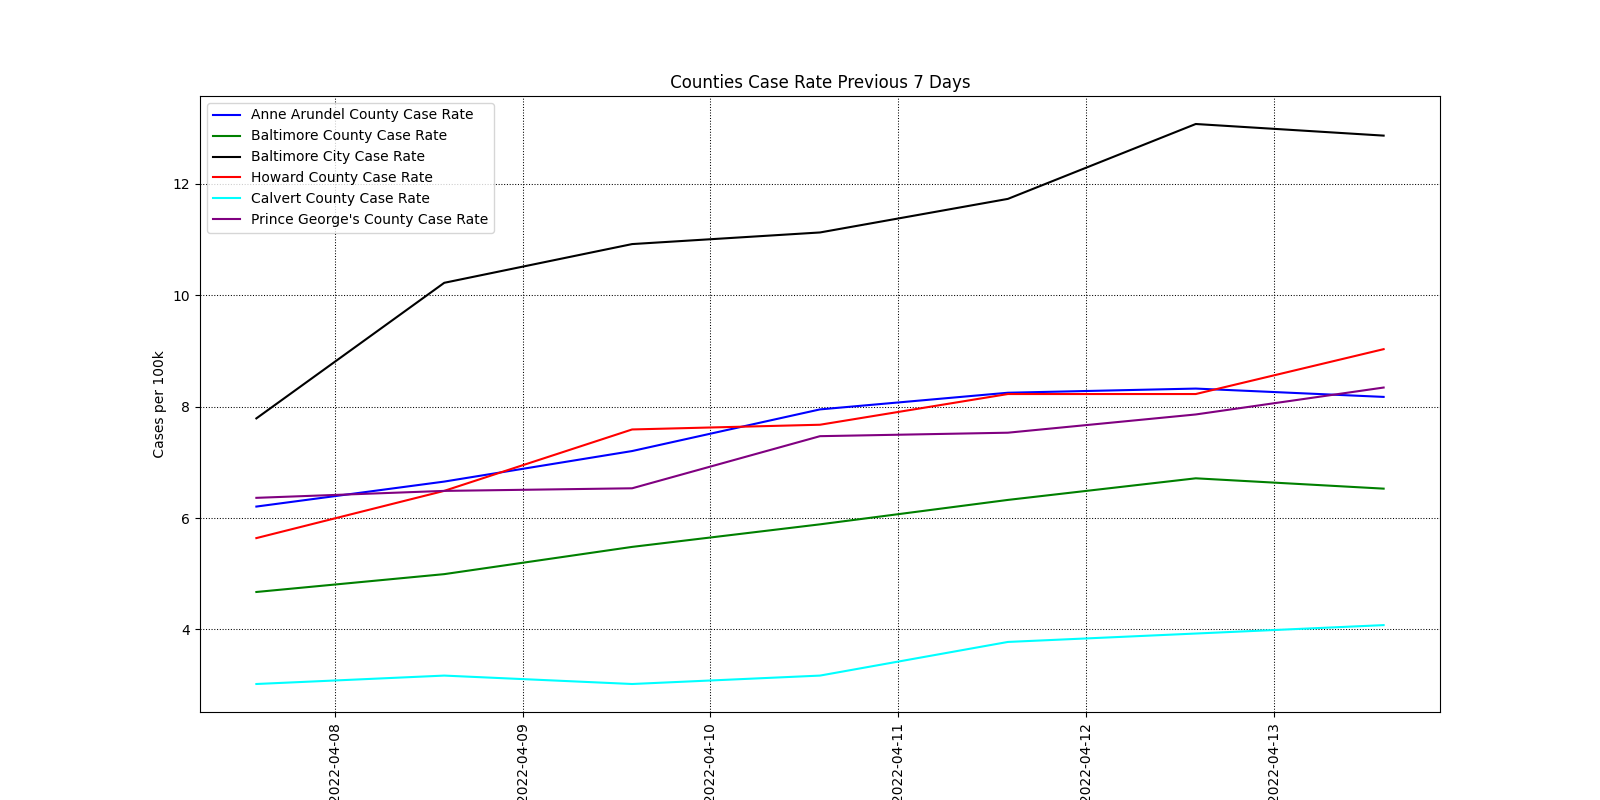 Counties Case Rate Previous 7 Days
Anne Arundel County Case Rate
Baltimore County Case Rate
Baltimore City Case Rate
Howard County Case Rate
Calvert County Case Rate
Prince George's County Case Rate
Cases per 100k
12
10
8
6
4
2022-04-08
2022-04-09
2022-04-10
2022-04-11
2022-04-12
2022-04-13